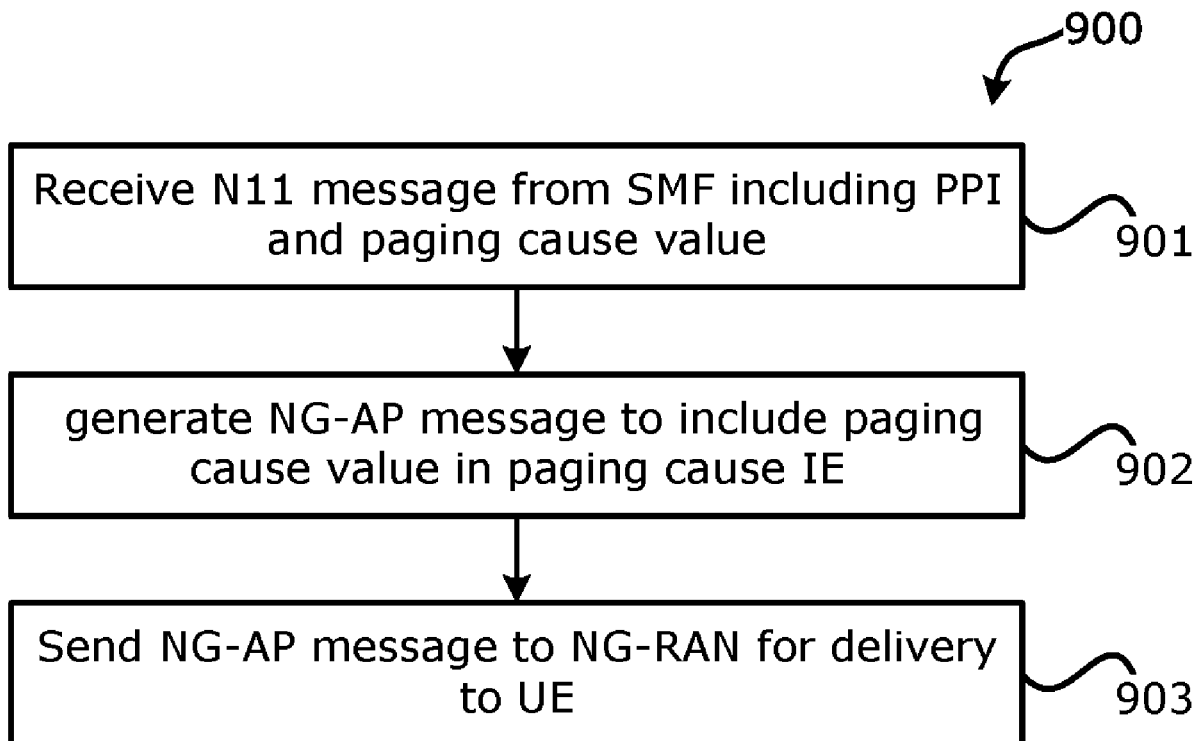 900
Receive N11 message from SMF including PPI
and paging cause value
901
generate NG-AP message to include paging
cause value in paging cause IE
902
Send NG-AP message to NG-RAN for delivery
to UE
903